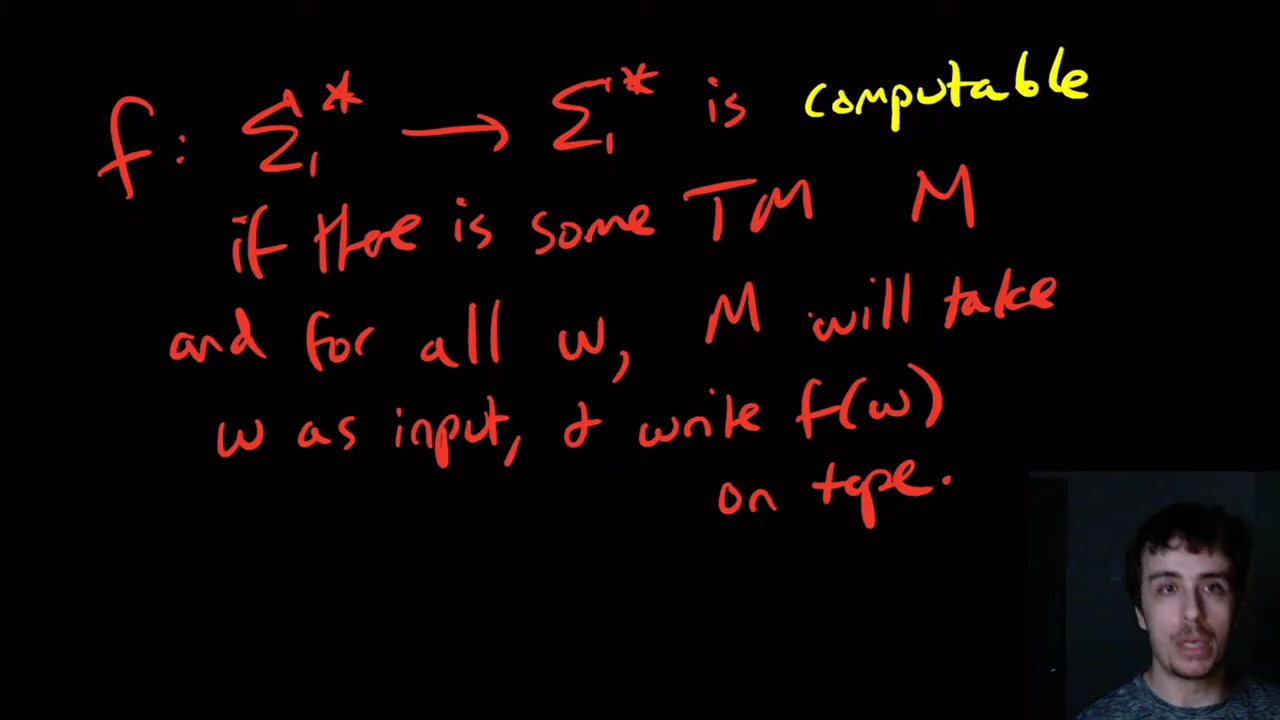 f: Σ₁* → Σ₁* is computable
if there is some TM M
and for all w, M will take
w as input, & write f(w)
on tape.